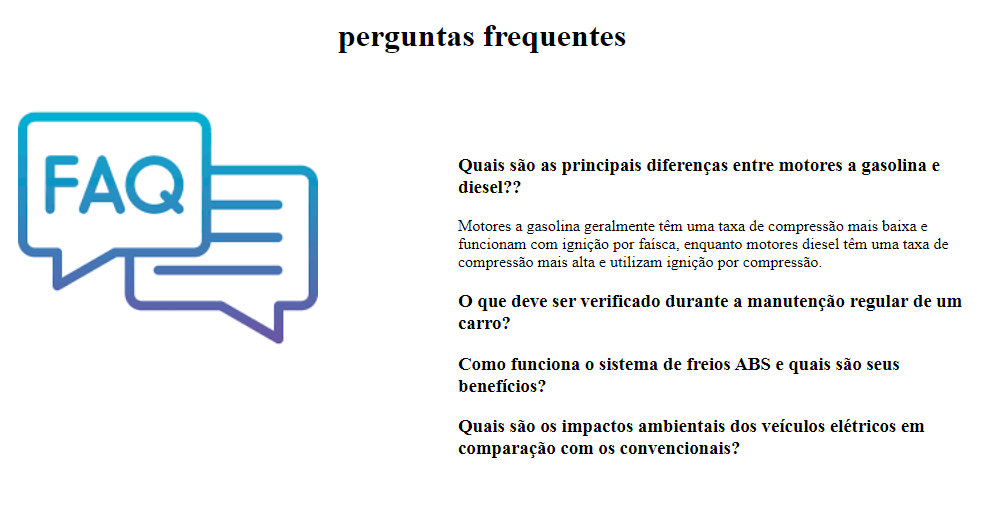 perguntas frequentes
FAQ
Quais são as principais diferenças entre motores a gasolina e
diesel??
Motores a gasolina geralmente têm uma taxa de compressão mais baixa e
funcionam com ignição por faísca, enquanto motores diesel têm uma taxa de
compressão mais alta e utilizam ignição por compressão.
O que deve ser verificado durante a manutenção regular de um
carro?
Como funciona o sistema de freios ABS e quais são seus
benefícios?
Quais são os impactos ambientais dos veículos elétricos em
comparação com os convencionais?